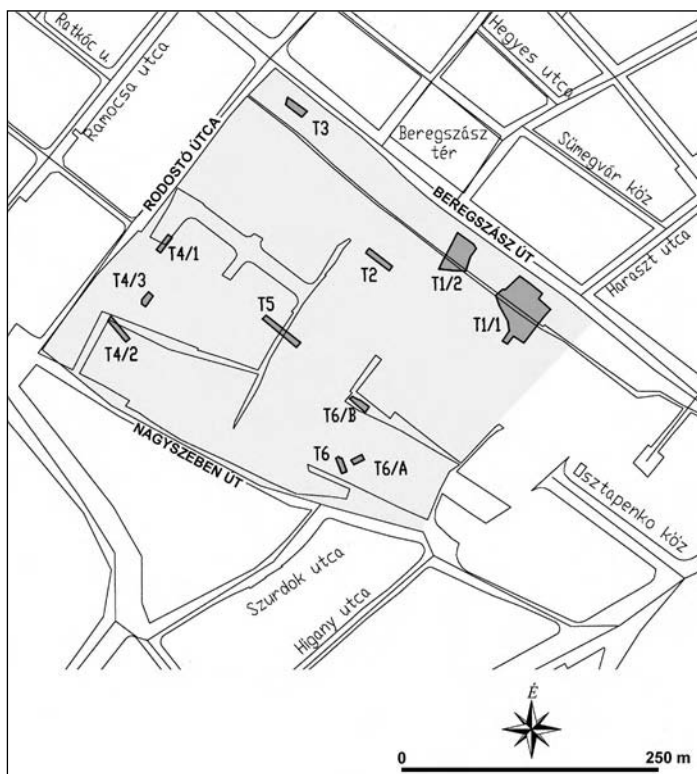 Ratkóc u.
Ramocsa utca
Hegyes utca
Beregszász
tér
Sümegvár köz
Haraszt utca
RODOSTÓ ÚTCA
BEREGSZÁSZ ÚT
T3
T4/1
T2
T1/2
T4/3
T5
T1/1
T4/2
T6/B
T6
T6/A
NAGYSZEBEN ÚT
Osztapenko köz
Szurdok utca
Higany utca
É
0
250 m